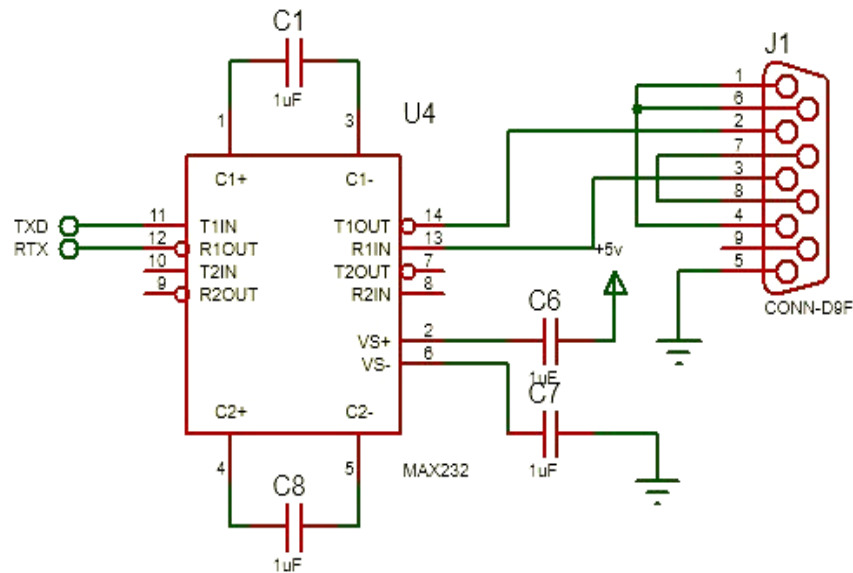 C1
1uF
1
3
U4
C1+
C1-
TXD
11
T1IN
T1OUT
14
RTX
12
R1OUT
R1IN
13
10
T2IN
T2OUT
7
9
R2OUT
R2IN
8
VS+
2
VS-
6
C2+
C2-
4
5
MAX232
C8
1uF
+5v
C6
1uF
C7
1uF
J1
1
6
2
7
3
8
4
9
5
CONN-D9F